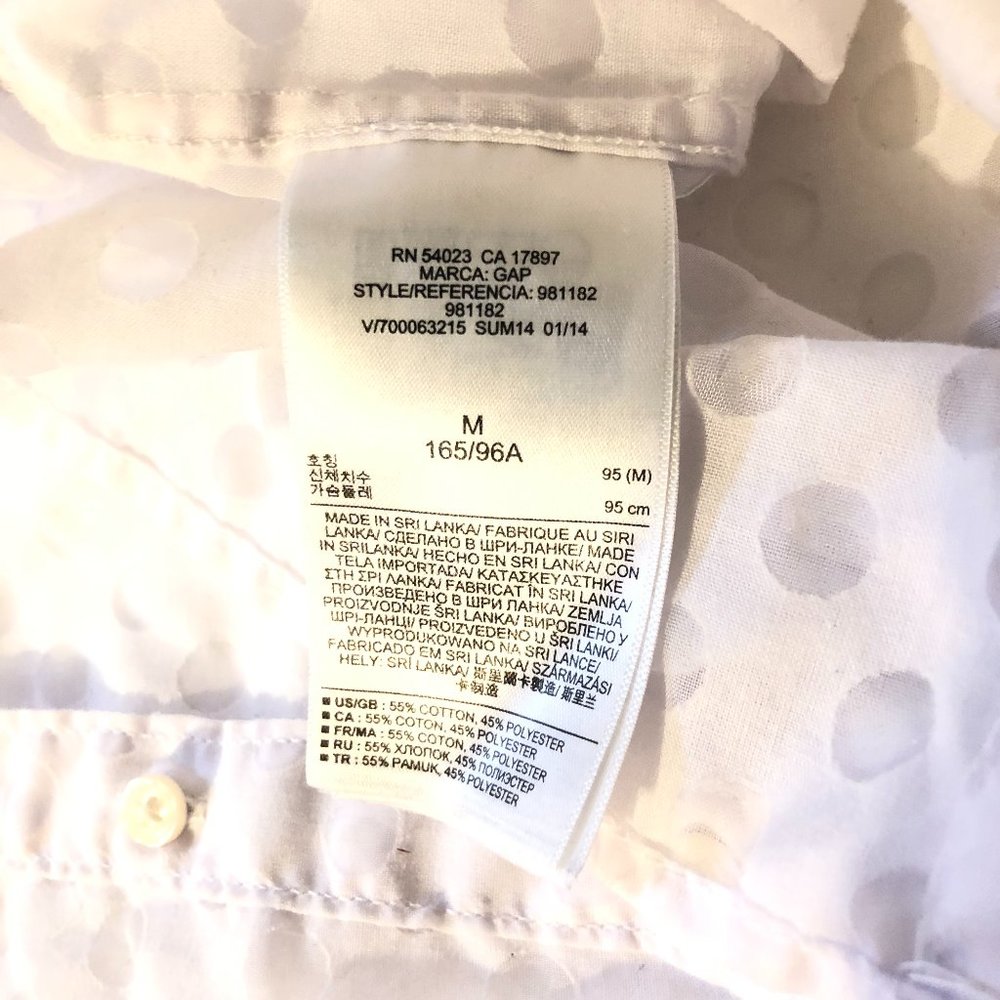 RN 54023 CA 17897
MARCA: GAP
STYLE/REFERENCIA: 981182
981182
V/700063215 SUM14 01/14
M
165/96A
호칭 95 (M)
신체치수
가슴둘레 95 cm
MADE IN SRI LANKA/ FABRIQUE AU SIRI
LANKA/ СДЕЛАНО В ШРИ-ЛАНКЕ/ MADE
IN SRILANKA/ HECHO EN SRI LANKA/ CON
TELA IMPORTADA/ ΚΑΤΑΣΚΕΥΑΣΤΗΚΕ
ΣΤΗ ΣΡΙ ΛΑΝΚΑ/ FABRICAT ÎN SRI LANKA/
ПРОИЗВЕДЕНО В ШРИ ЛАНКА/ ZEMLJA
PROIZVODNJE ŠRI LANKA/ ВИРОБЛЕНО У
ШРІ-ЛАНЦІ/ PROIZVEDENO U ŠRI LANKI/
WYPRODUKOWANO NA SRI LANCE/
FABRICADO EM SRI LANKA/ SZÁRMAZÁSI
HELY: SRÍ LANKA/ 斯里蘭卡製造/ 斯里兰
卡制造
■ US/GB : 55% COTTON, 45% POLYESTER
■ CA : 55% COTON, 45% POLYESTER
■ FR/MA : 55% COTON, 45% POLYESTER
■ RU : 55% ХЛОПОК, 45% ПОЛИЭСТЕР
■ TR : 55% PAMUK, 45% POLYESTER